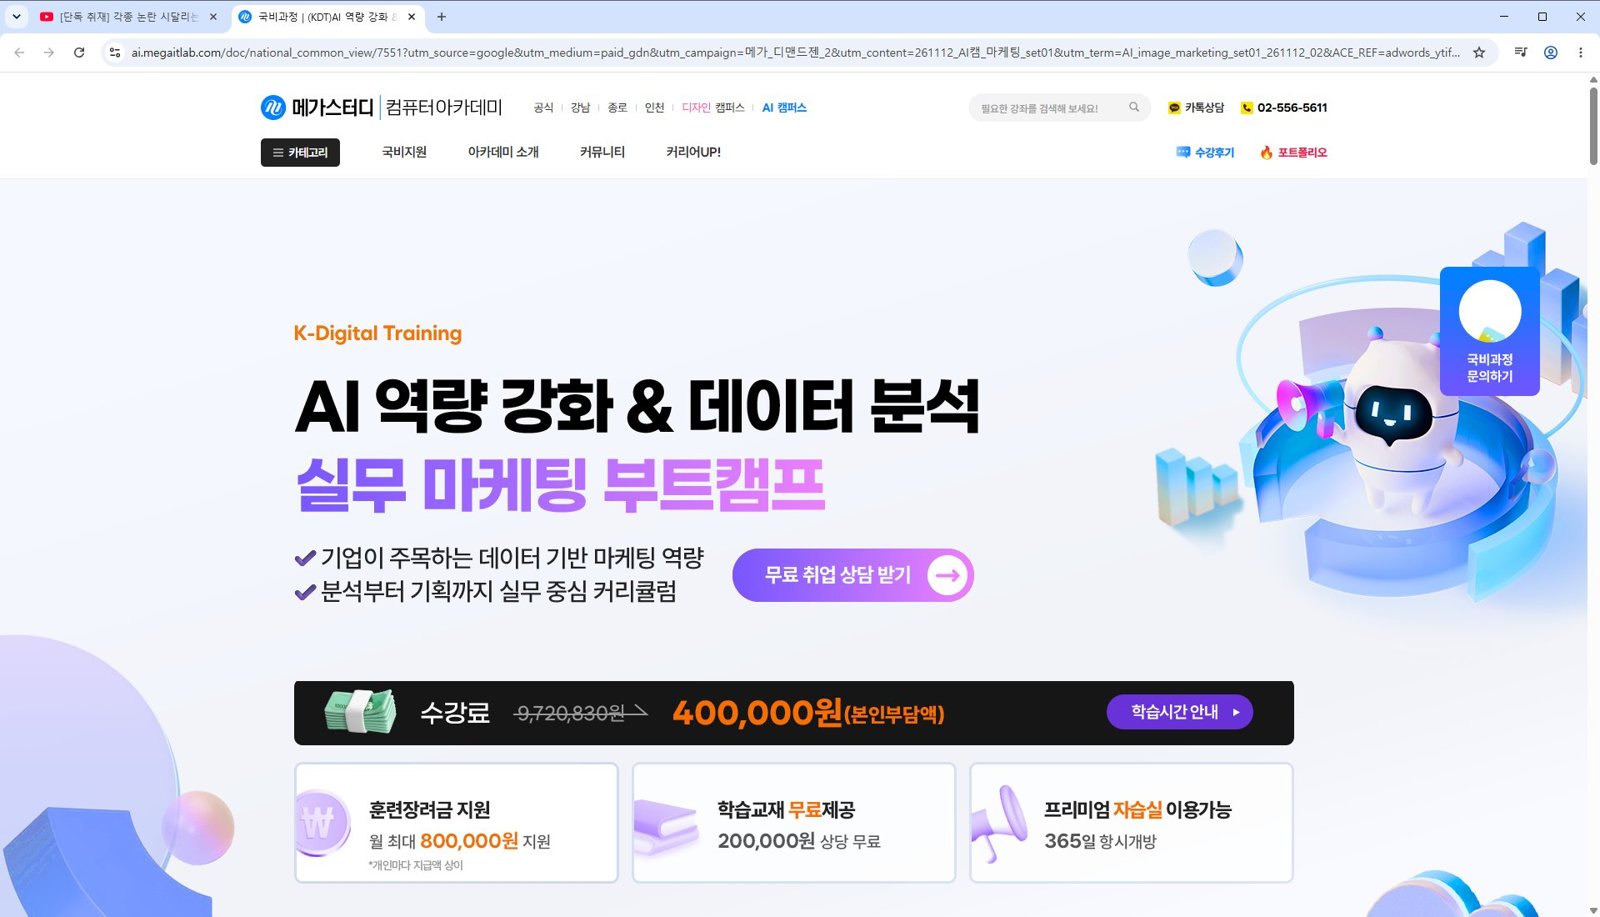 [단독 취재] 각종 논란 시달리는
국비과정 | (KDT)AI 역량 강화 &
ai.megaitlab.com/doc/national_common_view/7551?utm_source=google&utm_medium=paid_gdn&utm_campaign=메가_디맨드젠_2&utm_content=261112_AI캠_마케팅_set01&utm_term=AI_image_marketing_set01_261112_02&ACE_REF=adwords_ytif...
메가스터디 컴퓨터아카데미
공식 강남 종로 인천 디자인 캠퍼스 AI 캠퍼스
필요한 강좌를 검색해 보세요!
카톡상담
02-556-5611
카테고리
국비지원
아카데미 소개
커뮤니티
커리어UP!
수강후기
포트폴리오
국비과정
문의하기
K-Digital Training
AI 역량 강화 & 데이터 분석
실무 마케팅 부트캠프
기업이 주목하는 데이터 기반 마케팅 역량
분석부터 기획까지 실무 중심 커리큘럼
무료 취업 상담 받기
수강료 9,720,830원 400,000원(본인부담액)
학습시간 안내
훈련장려금 지원
월 최대 800,000원 지원
*개인마다 지급액 상이
학습교재 무료제공
200,000원 상당 무료
프리미엄 자습실 이용가능
365일 항시개방